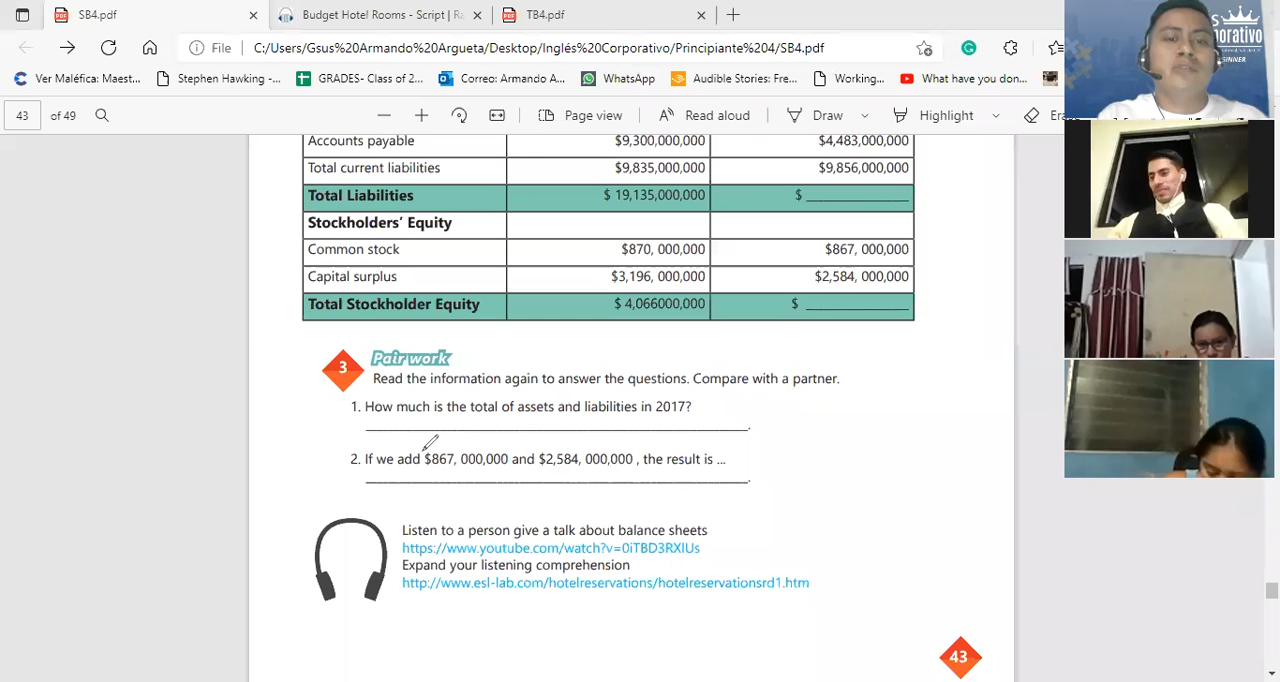 SB4.pdf
Budget Hotel Rooms - Script | Ra
TB4.pdf
File
C:/Users/Gsus%20Armando%20Argueta/Desktop/Inglés%20Corporativo/Principiante%204/SB4.pdf
Ver Maléfica: Maest...
Stephen Hawking -...
GRADES- Class of 2...
Correo: Armando A...
WhatsApp
Audible Stories: Fre...
Working...
What have you don...
43 of 49
Page view
Read aloud
Draw
Highlight
Accounts payable $9,300,000,000 $4,483,000,000
Total current liabilities $9,835,000,000 $9,856,000,000
Total Liabilities $ 19,135,000,000 $ ____________
Stockholders’ Equity
Common stock $870, 000,000 $867, 000,000
Capital surplus $3,196, 000,000 $2,584, 000,000
Total Stockholder Equity $ 4,066000,000 $ ____________
3
Pair work
Read the information again to answer the questions. Compare with a partner.
1. How much is the total of assets and liabilities in 2017?
____________________.
2. If we add $867, 000,000 and $2,584, 000,000 , the result is ...
____________________.
Listen to a person give a talk about balance sheets
https://www.youtube.com/watch?v=0iTBD3RXIUs
Expand your listening comprehension
http://www.esl-lab.com/hotelreservations/hotelreservationsrd1.htm
43